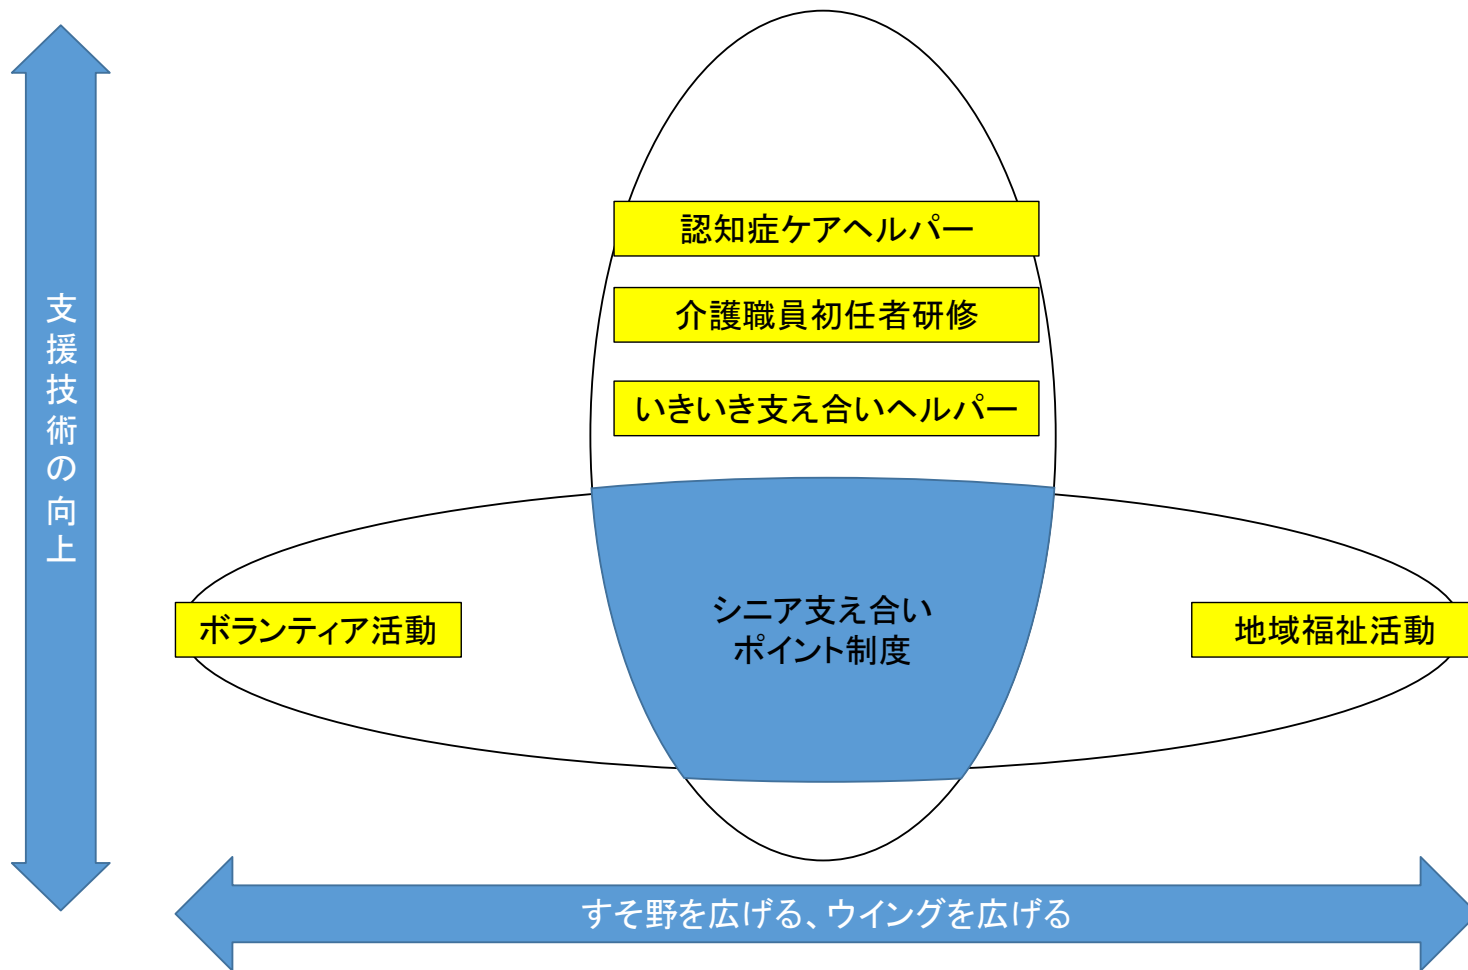 支援技術の向上
認知症ケアヘルパー
介護職員初任者研修
いきいき支え合いヘルパー
シニア支え合い
ポイント制度
ボランティア活動
地域福祉活動
すそ野を広げる、ウイングを広げる